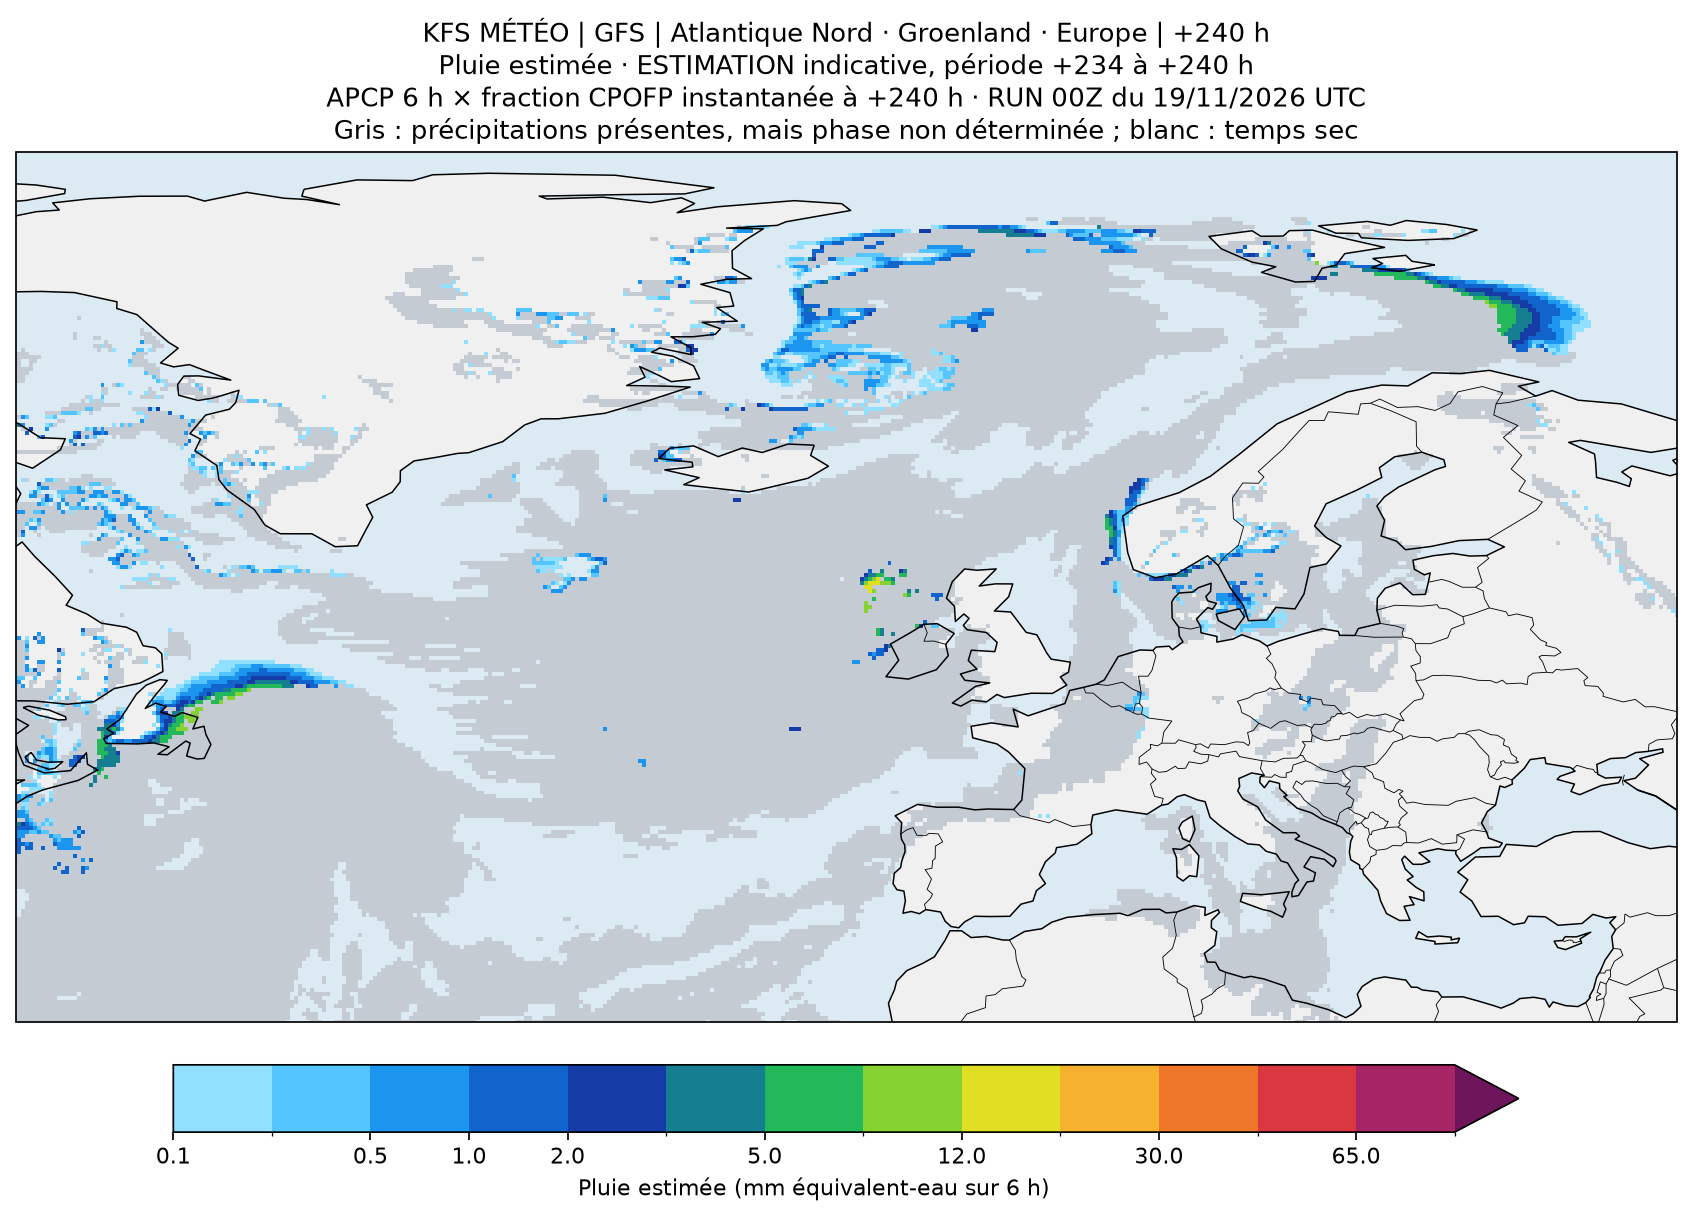 KFS MÉTÉO | GFS | Atlantique Nord · Groenland · Europe | +240 h
Pluie estimée · ESTIMATION indicative, période +234 à +240 h
APCP 6 h × fraction CPOFP instantanée à +240 h · RUN 00Z du 19/11/2026 UTC
Gris : précipitations présentes, mais phase non déterminée ; blanc : temps sec
0.1 0.5 1.0 2.0 5.0 12.0 30.0 65.0
Pluie estimée (mm équivalent-eau sur 6 h)